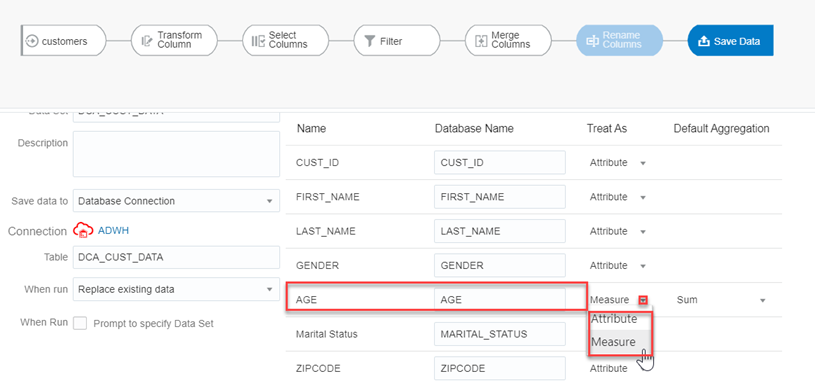 customers
Transform
Column
Select
Columns
Filter
Merge
Columns
Rename
Columns
Save Data
Data Set
DCA_CUST_DATA
Description
Save data to
Database Connection
Connection
ADWH
Table
DCA_CUST_DATA
When run
Replace existing data
When Run
Prompt to specify Data Set
Name Database Name Treat As Default Aggregation
CUST_ID CUST_ID Attribute
FIRST_NAME FIRST_NAME Attribute
LAST_NAME LAST_NAME Attribute
GENDER GENDER Attribute
AGE AGE Measure Sum
Attribute
Measure
Marital Status MARITAL_STATUS
ZIPCODE ZIPCODE Attribute